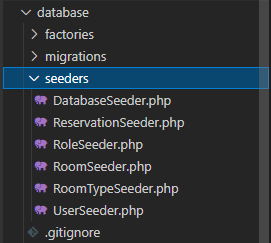 database
factories
migrations
seeders
DatabaseSeeder.php
ReservationSeeder.php
RoleSeeder.php
RoomSeeder.php
RoomTypeSeeder.php
UserSeeder.php
.gitignore